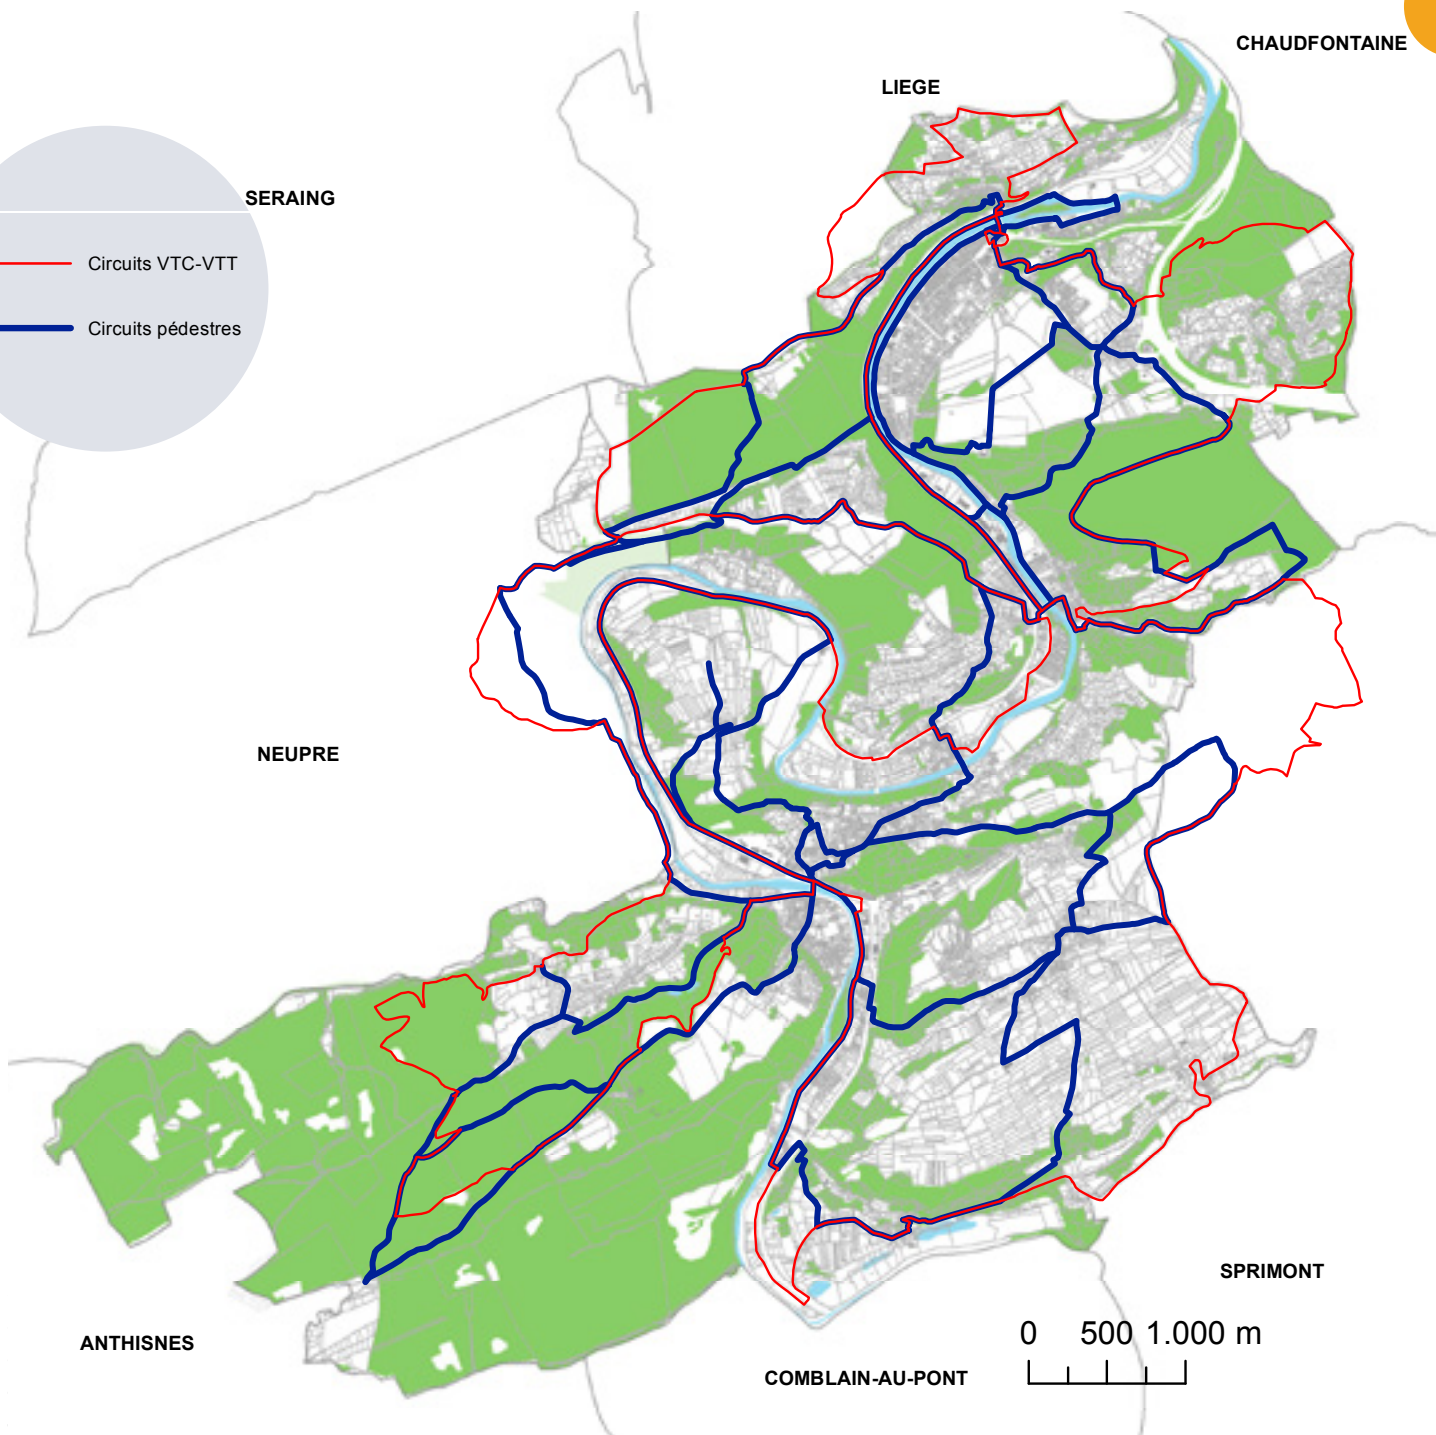 CHAUDFONTAINE
LIEGE
SERAING
Circuits VTC-VTT
Circuits pédestres
NEUPRE
SPRIMONT
0 500 1.000 m
ANTHISNES
COMBLAIN-AU-PONT